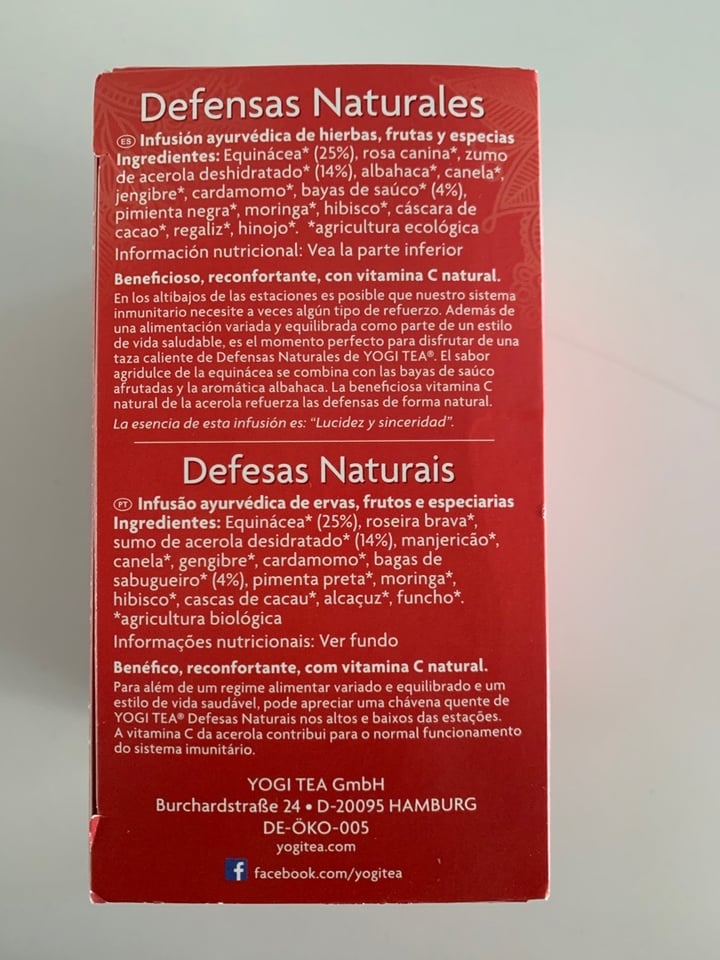 Defensas Naturales
ES Infusión ayurvédica de hierbas, frutas y especias
Ingredientes: Equinácea* (25%), rosa canina*, zumo
de acerola deshidratado* (14%), albahaca*, canela*,
jengibre*, cardamomo*, bayas de saúco* (4%),
pimienta negra*, moringa*, hibisco*, cáscara de
cacao*, regaliz*, hinojo*. *agricultura ecológica
Información nutricional: Vea la parte inferior
Beneficioso, reconfortante, con vitamina C natural.
En los altibajos de las estaciones es posible que nuestro sistema
inmunitario necesite a veces algún tipo de refuerzo. Además de
una alimentación variada y equilibrada como parte de un estilo
de vida saludable, es el momento perfecto para disfrutar de una
taza caliente de Defensas Naturales de YOGI TEA®. El sabor
agridulce de la equinácea se combina con las bayas de saúco
afrutadas y la aromática albahaca. La beneficiosa vitamina C
natural de la acerola refuerza las defensas de forma natural.
La esencia de esta infusión es: “Lucidez y sinceridad”.
Defesas Naturais
PT Infusão ayurvédica de ervas, frutos e especiarias
Ingredientes: Equinácea* (25%), roseira brava*,
sumo de acerola desidratado* (14%), manjericão*,
canela*, gengibre*, cardamomo*, bagas de
sabugueiro* (4%), pimenta preta*, moringa*,
hibisco*, cascas de cacau*, alcaçuz*, funcho*.
*agricultura biológica
Informações nutricionais: Ver fundo
Benéfico, reconfortante, com vitamina C natural.
Para além de um regime alimentar variado e equilibrado e um
estilo de vida saudável, pode apreciar uma chávena quente de
YOGI TEA® Defesas Naturais nos altos e baixos das estações.
A vitamina C da acerola contribui para o normal funcionamento
do sistema imunitário.
YOGI TEA GmbH
Burchardstraße 24 • D-20095 HAMBURG
DE-ÖKO-005
yogitea.com
f facebook.com/yogitea